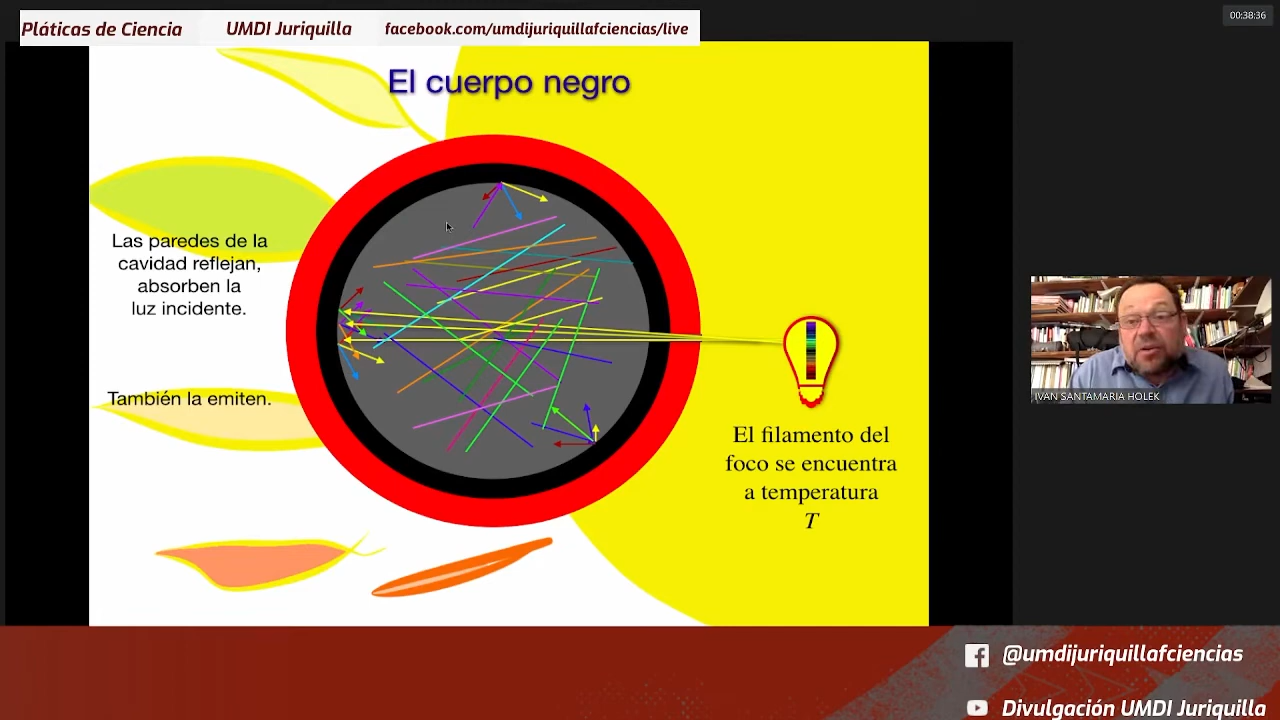 Pláticas de Ciencia UMDI Juriquilla facebook.com/umdijuriquillafciencias/live
00:38:36
El cuerpo negro
Las paredes de la
cavidad reflejan,
absorben la
luz incidente.
También la emiten.
El filamento del
foco se encuentra
a temperatura
T
IVAN SANTAMARIA HOLEK
@umdijuriquillafciencias
Divulgación UMDI Juriquilla